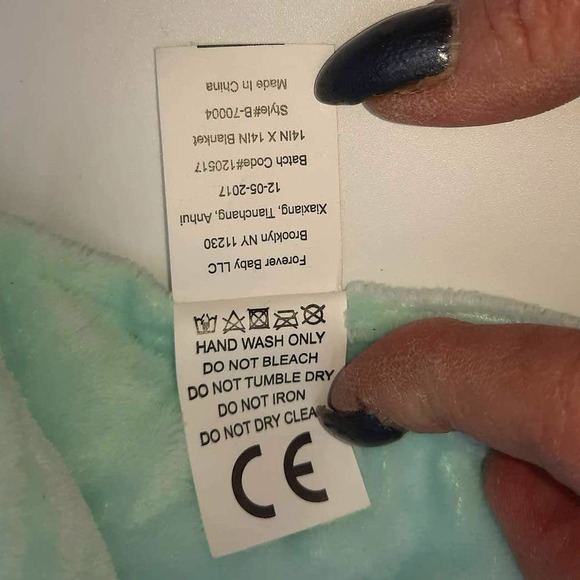 Forever Baby LLC
Brooklyn NY 11230
Xiaxiang, Tianchang, Anhui
12-05-2017
Batch Code#120517
14IN X 14IN Blanket
Style#B-70004
Made In China
HAND WASH ONLY
DO NOT BLEACH
DO NOT TUMBLE DRY
DO NOT IRON
DO NOT DRY CLEA
CE